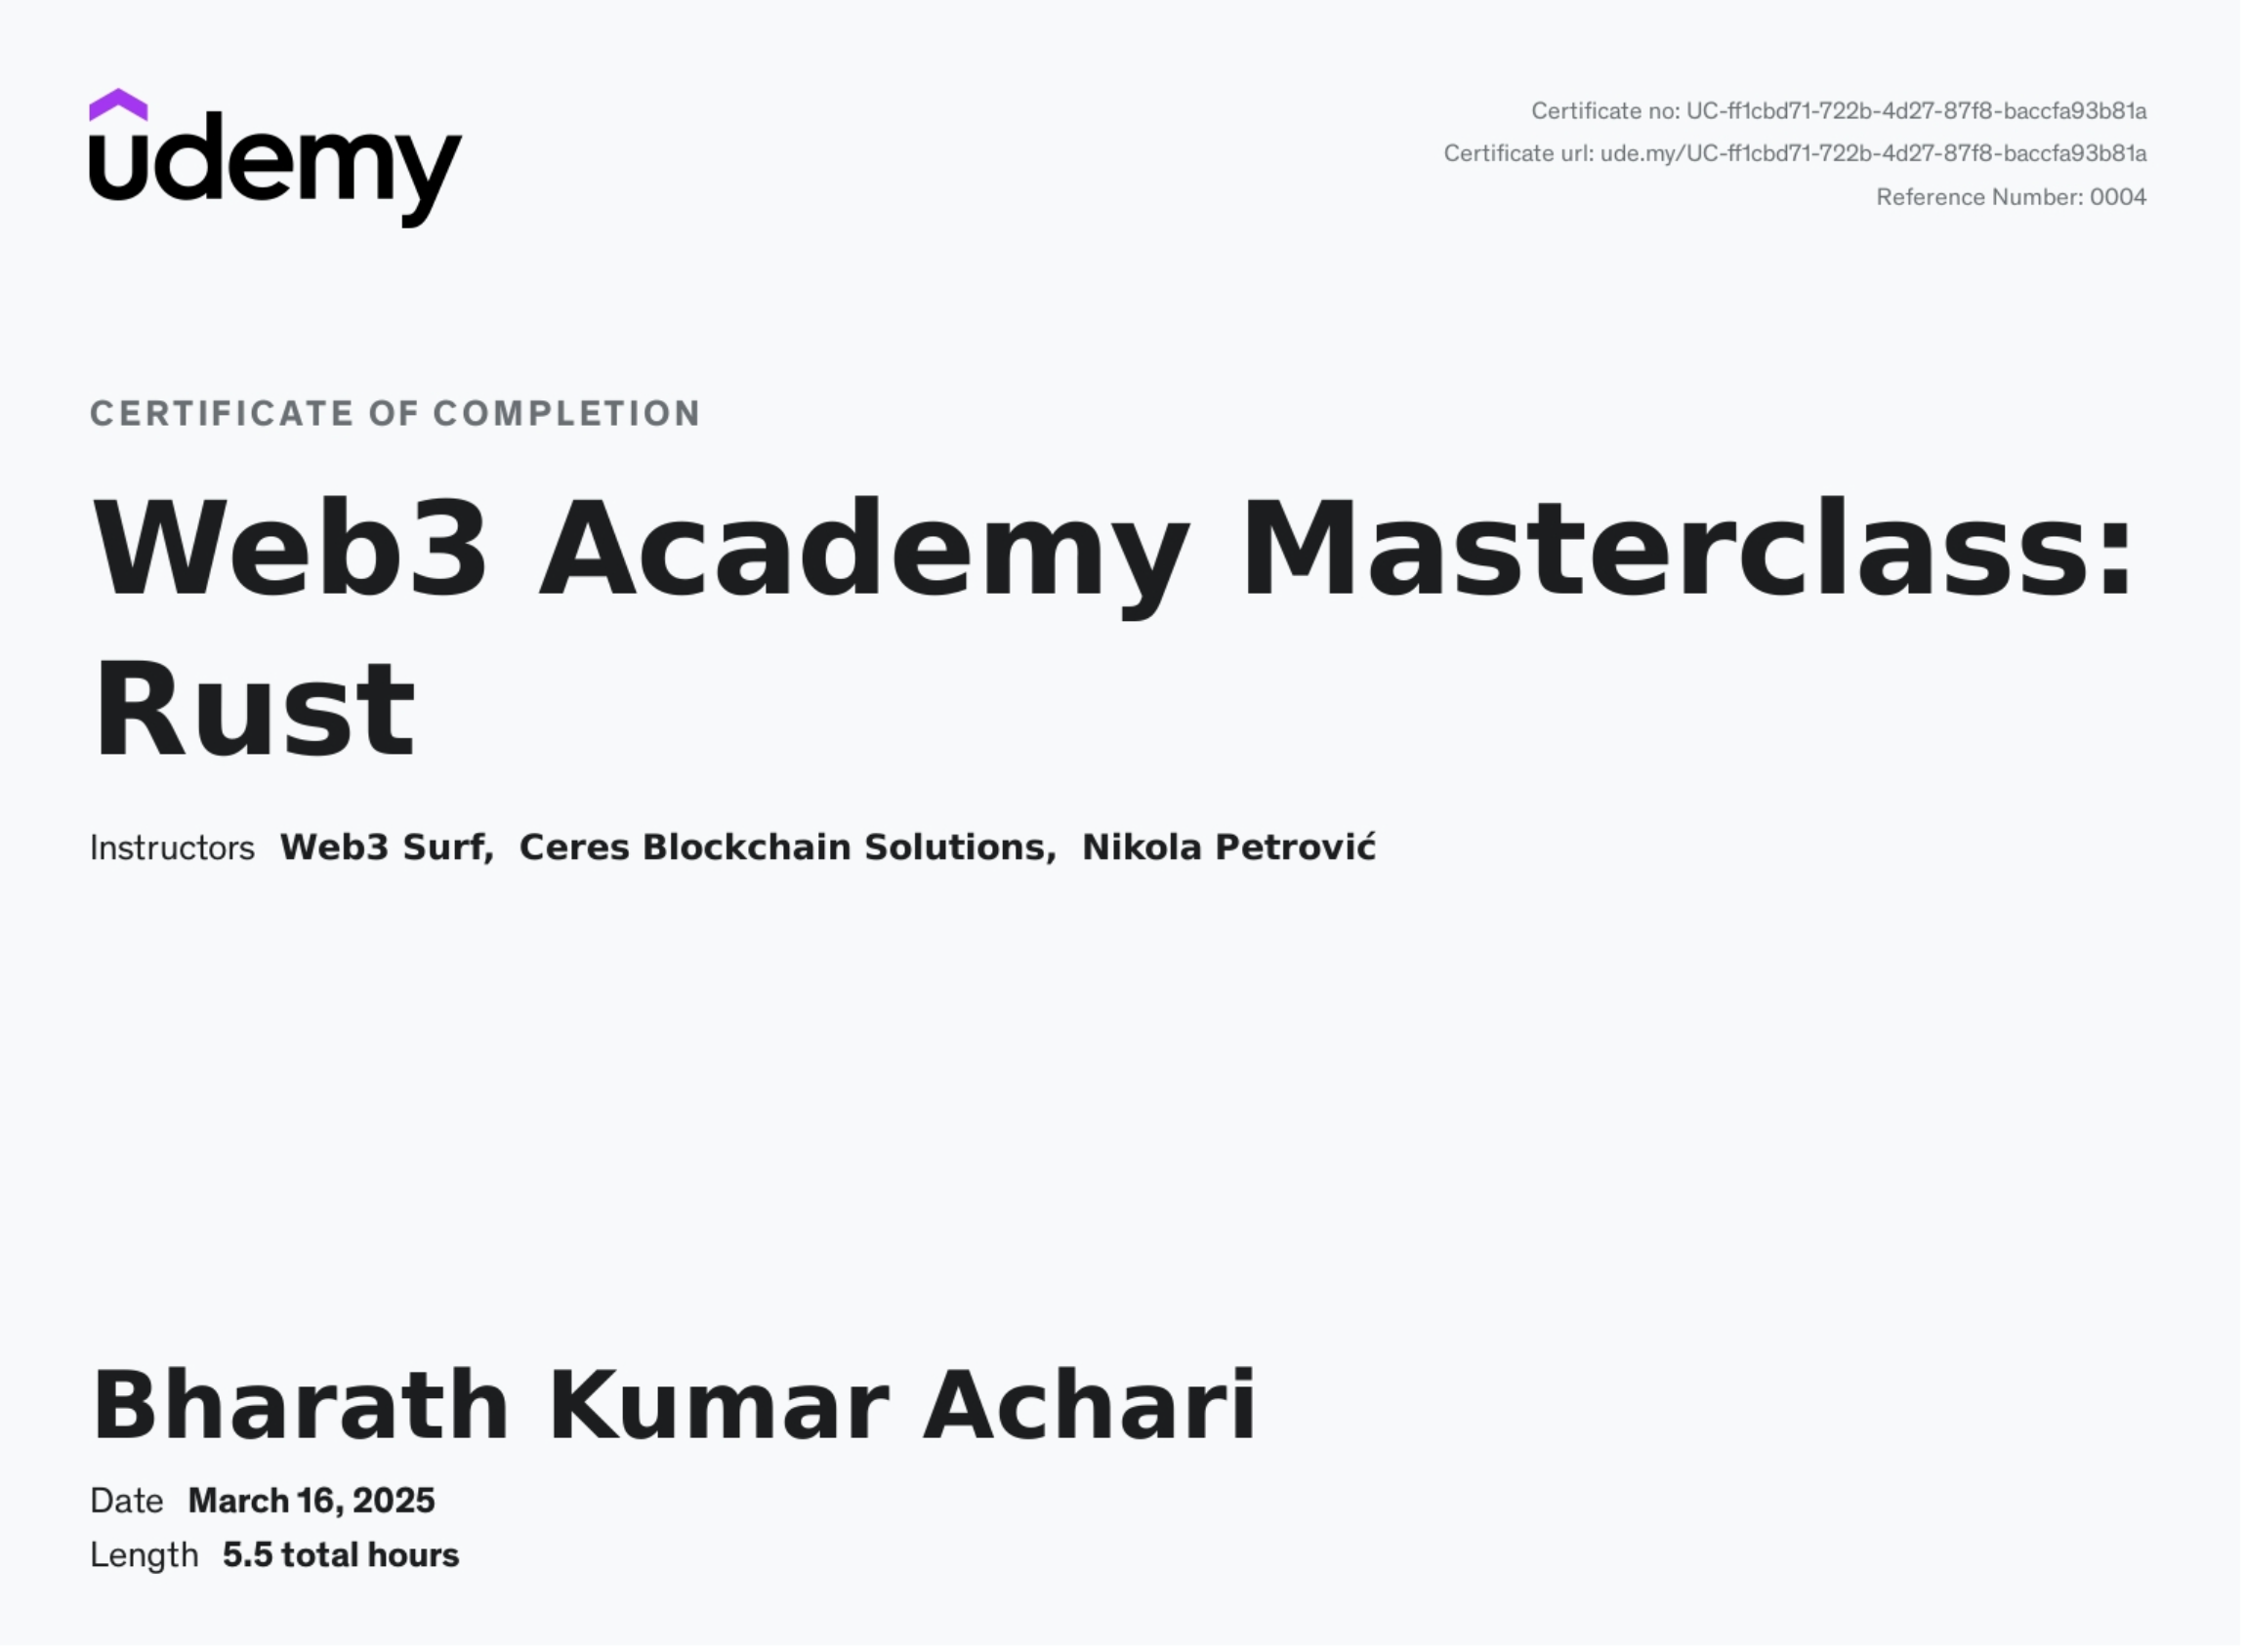 udemy
Certificate no: UC-ff1cbd71-722b-4d27-87f8-baccfa93b81a
Certificate url: ude.my/UC-ff1cbd71-722b-4d27-87f8-baccfa93b81a
Reference Number: 0004
CERTIFICATE OF COMPLETION
Web3 Academy Masterclass:
Rust
Instructors Web3 Surf, Ceres Blockchain Solutions, Nikola Petrović
Bharath Kumar Achari
Date March 16, 2025
Length 5.5 total hours